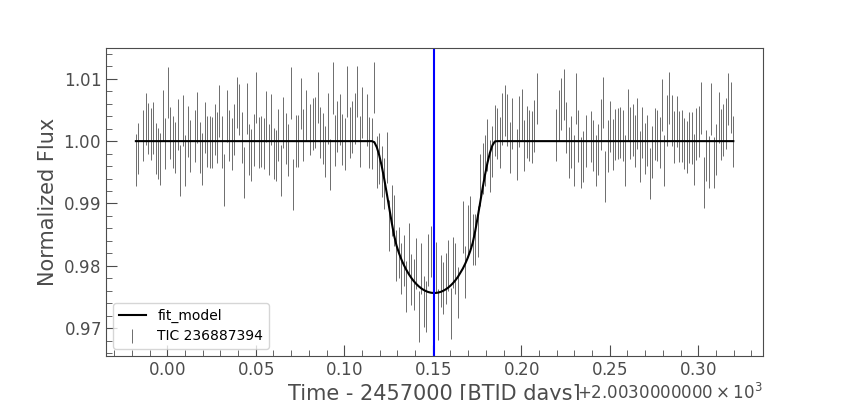 Normalized Flux
1.01
1.00
0.99
0.98
0.97
fit_model
TIC 236887394
0.00 0.05 0.10 0.15 0.20 0.25 0.30
Time - 2457000 [BTJD days]
+2.0030000000 × 10³